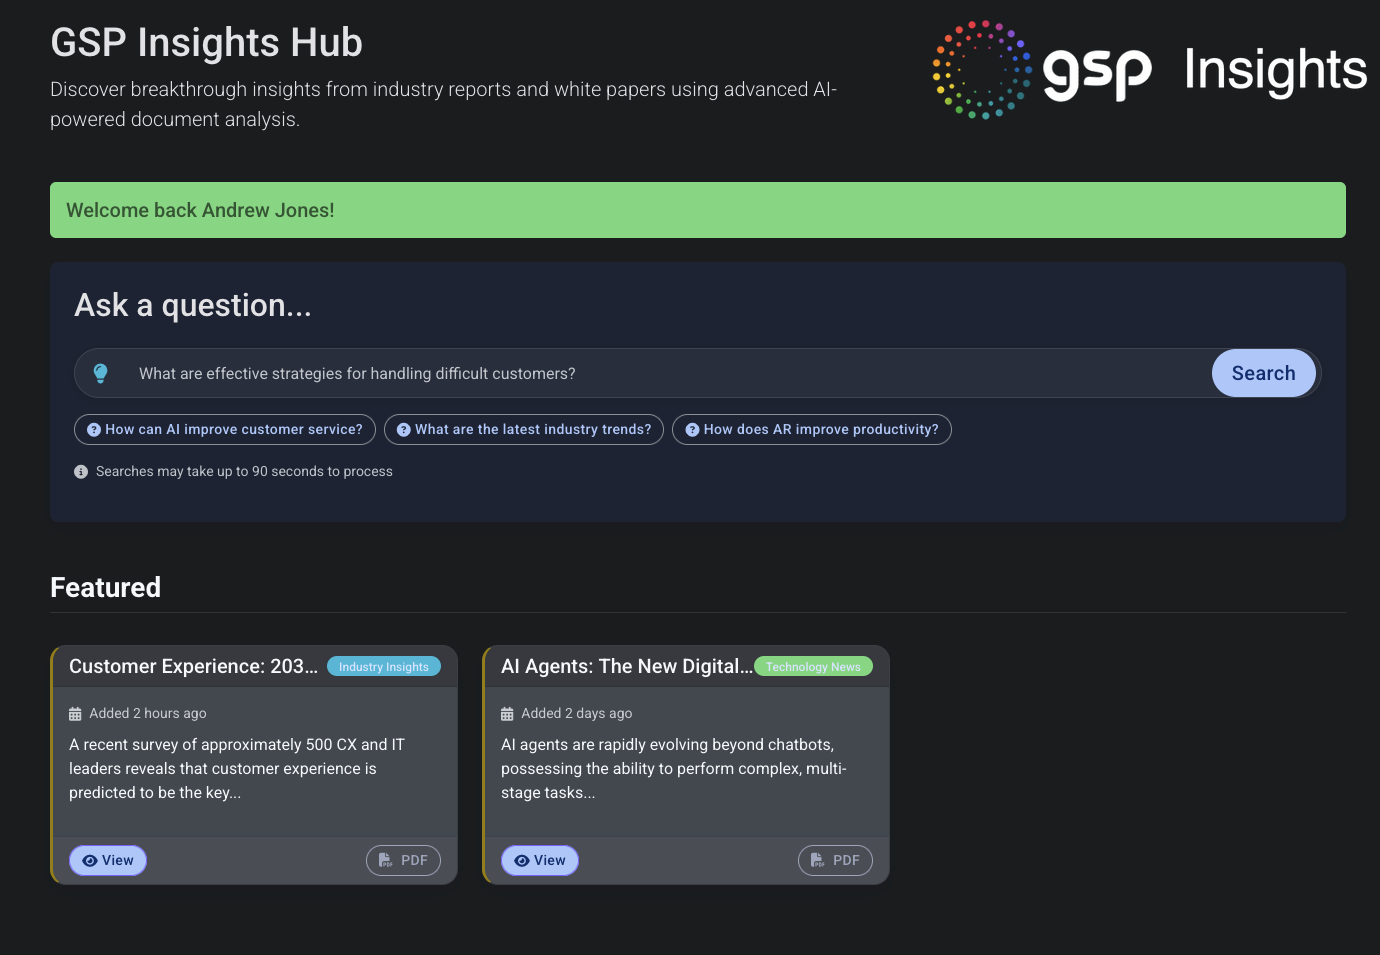 GSP Insights Hub
Discover breakthrough insights from industry reports and white papers using advanced AI-
powered document analysis.
gsp Insights
Welcome back Andrew Jones!
Ask a question...
What are effective strategies for handling difficult customers?
Search
How can AI improve customer service?
What are the latest industry trends?
How does AR improve productivity?
Searches may take up to 90 seconds to process
Featured
Customer Experience: 203...
Industry Insights
Added 2 hours ago
A recent survey of approximately 500 CX and IT
leaders reveals that customer experience is
predicted to be the key...
View
PDF
AI Agents: The New Digital...
Technology News
Added 2 days ago
AI agents are rapidly evolving beyond chatbots,
possessing the ability to perform complex, multi-
stage tasks...
View
PDF